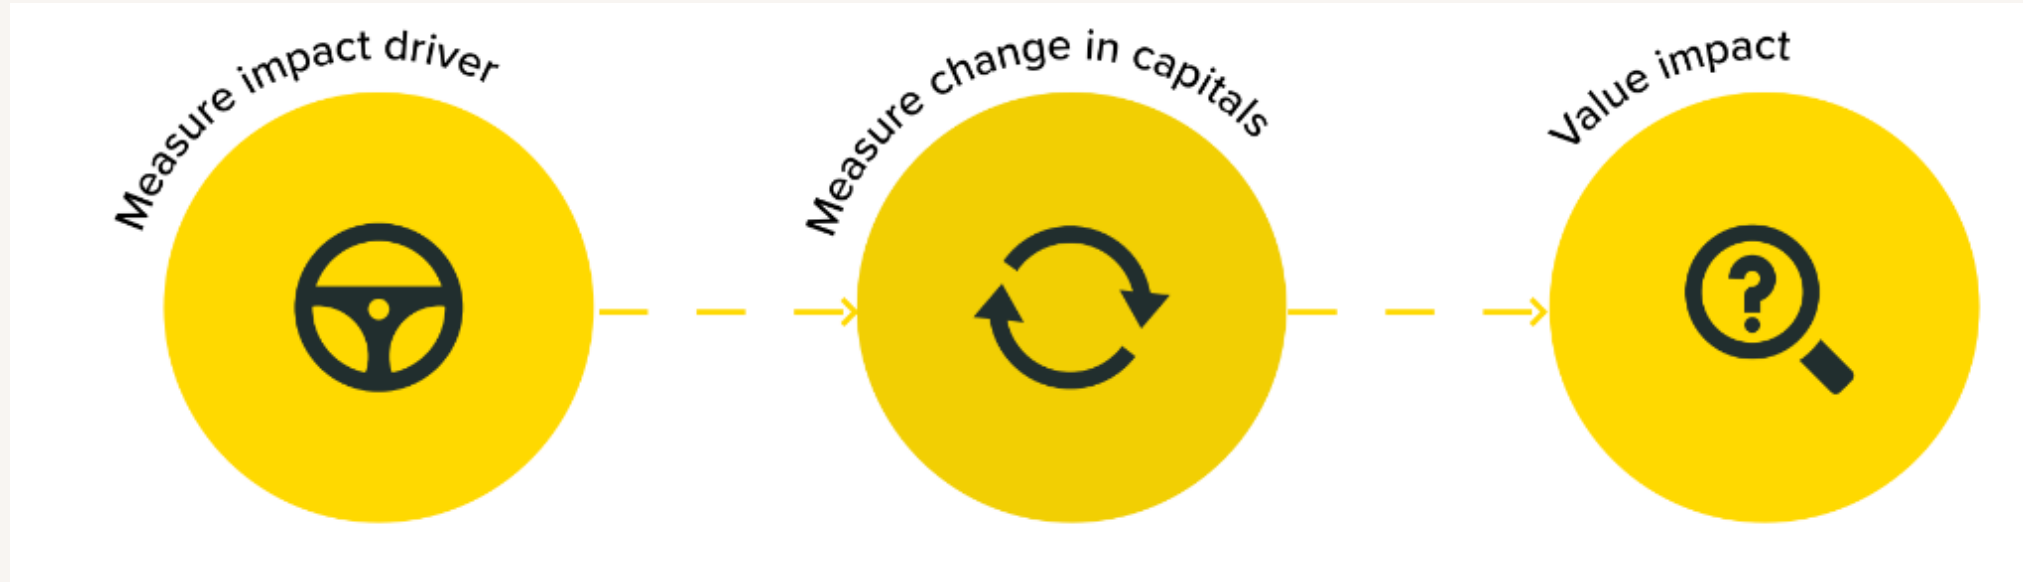 Measure impact driver
Measure change in capitals
Value impact
?